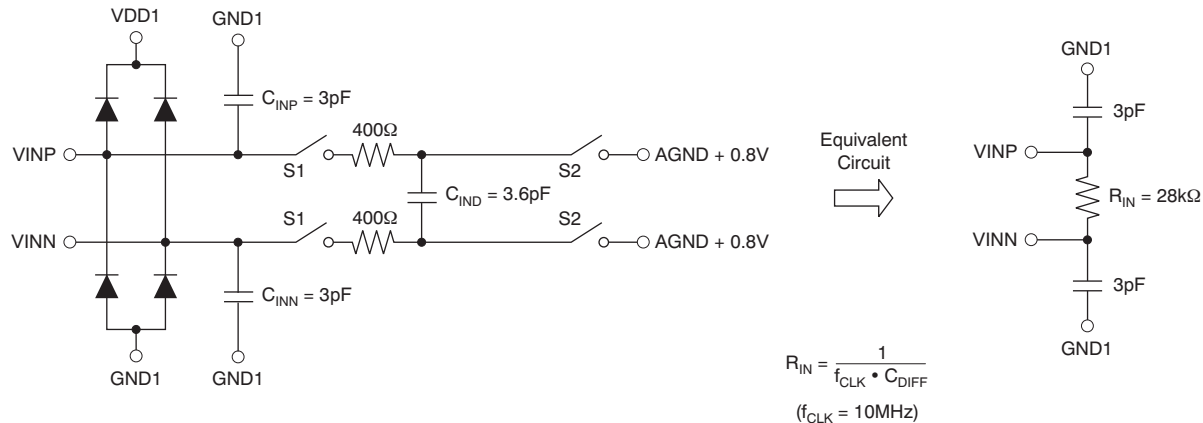 VDD1
GND1
C_INP = 3pF
400Ω
VINP
S1
S2
AGND + 0.8V
C_IND = 3.6pF
400Ω
VINN
S1
S2
AGND + 0.8V
C_INN = 3pF
GND1
GND1
Equivalent
Circuit
GND1
3pF
VINP
R_IN = 28kΩ
VINN
3pF
GND1
R_IN = 1 / (f_CLK • C_DIFF)
(f_CLK = 10MHz)